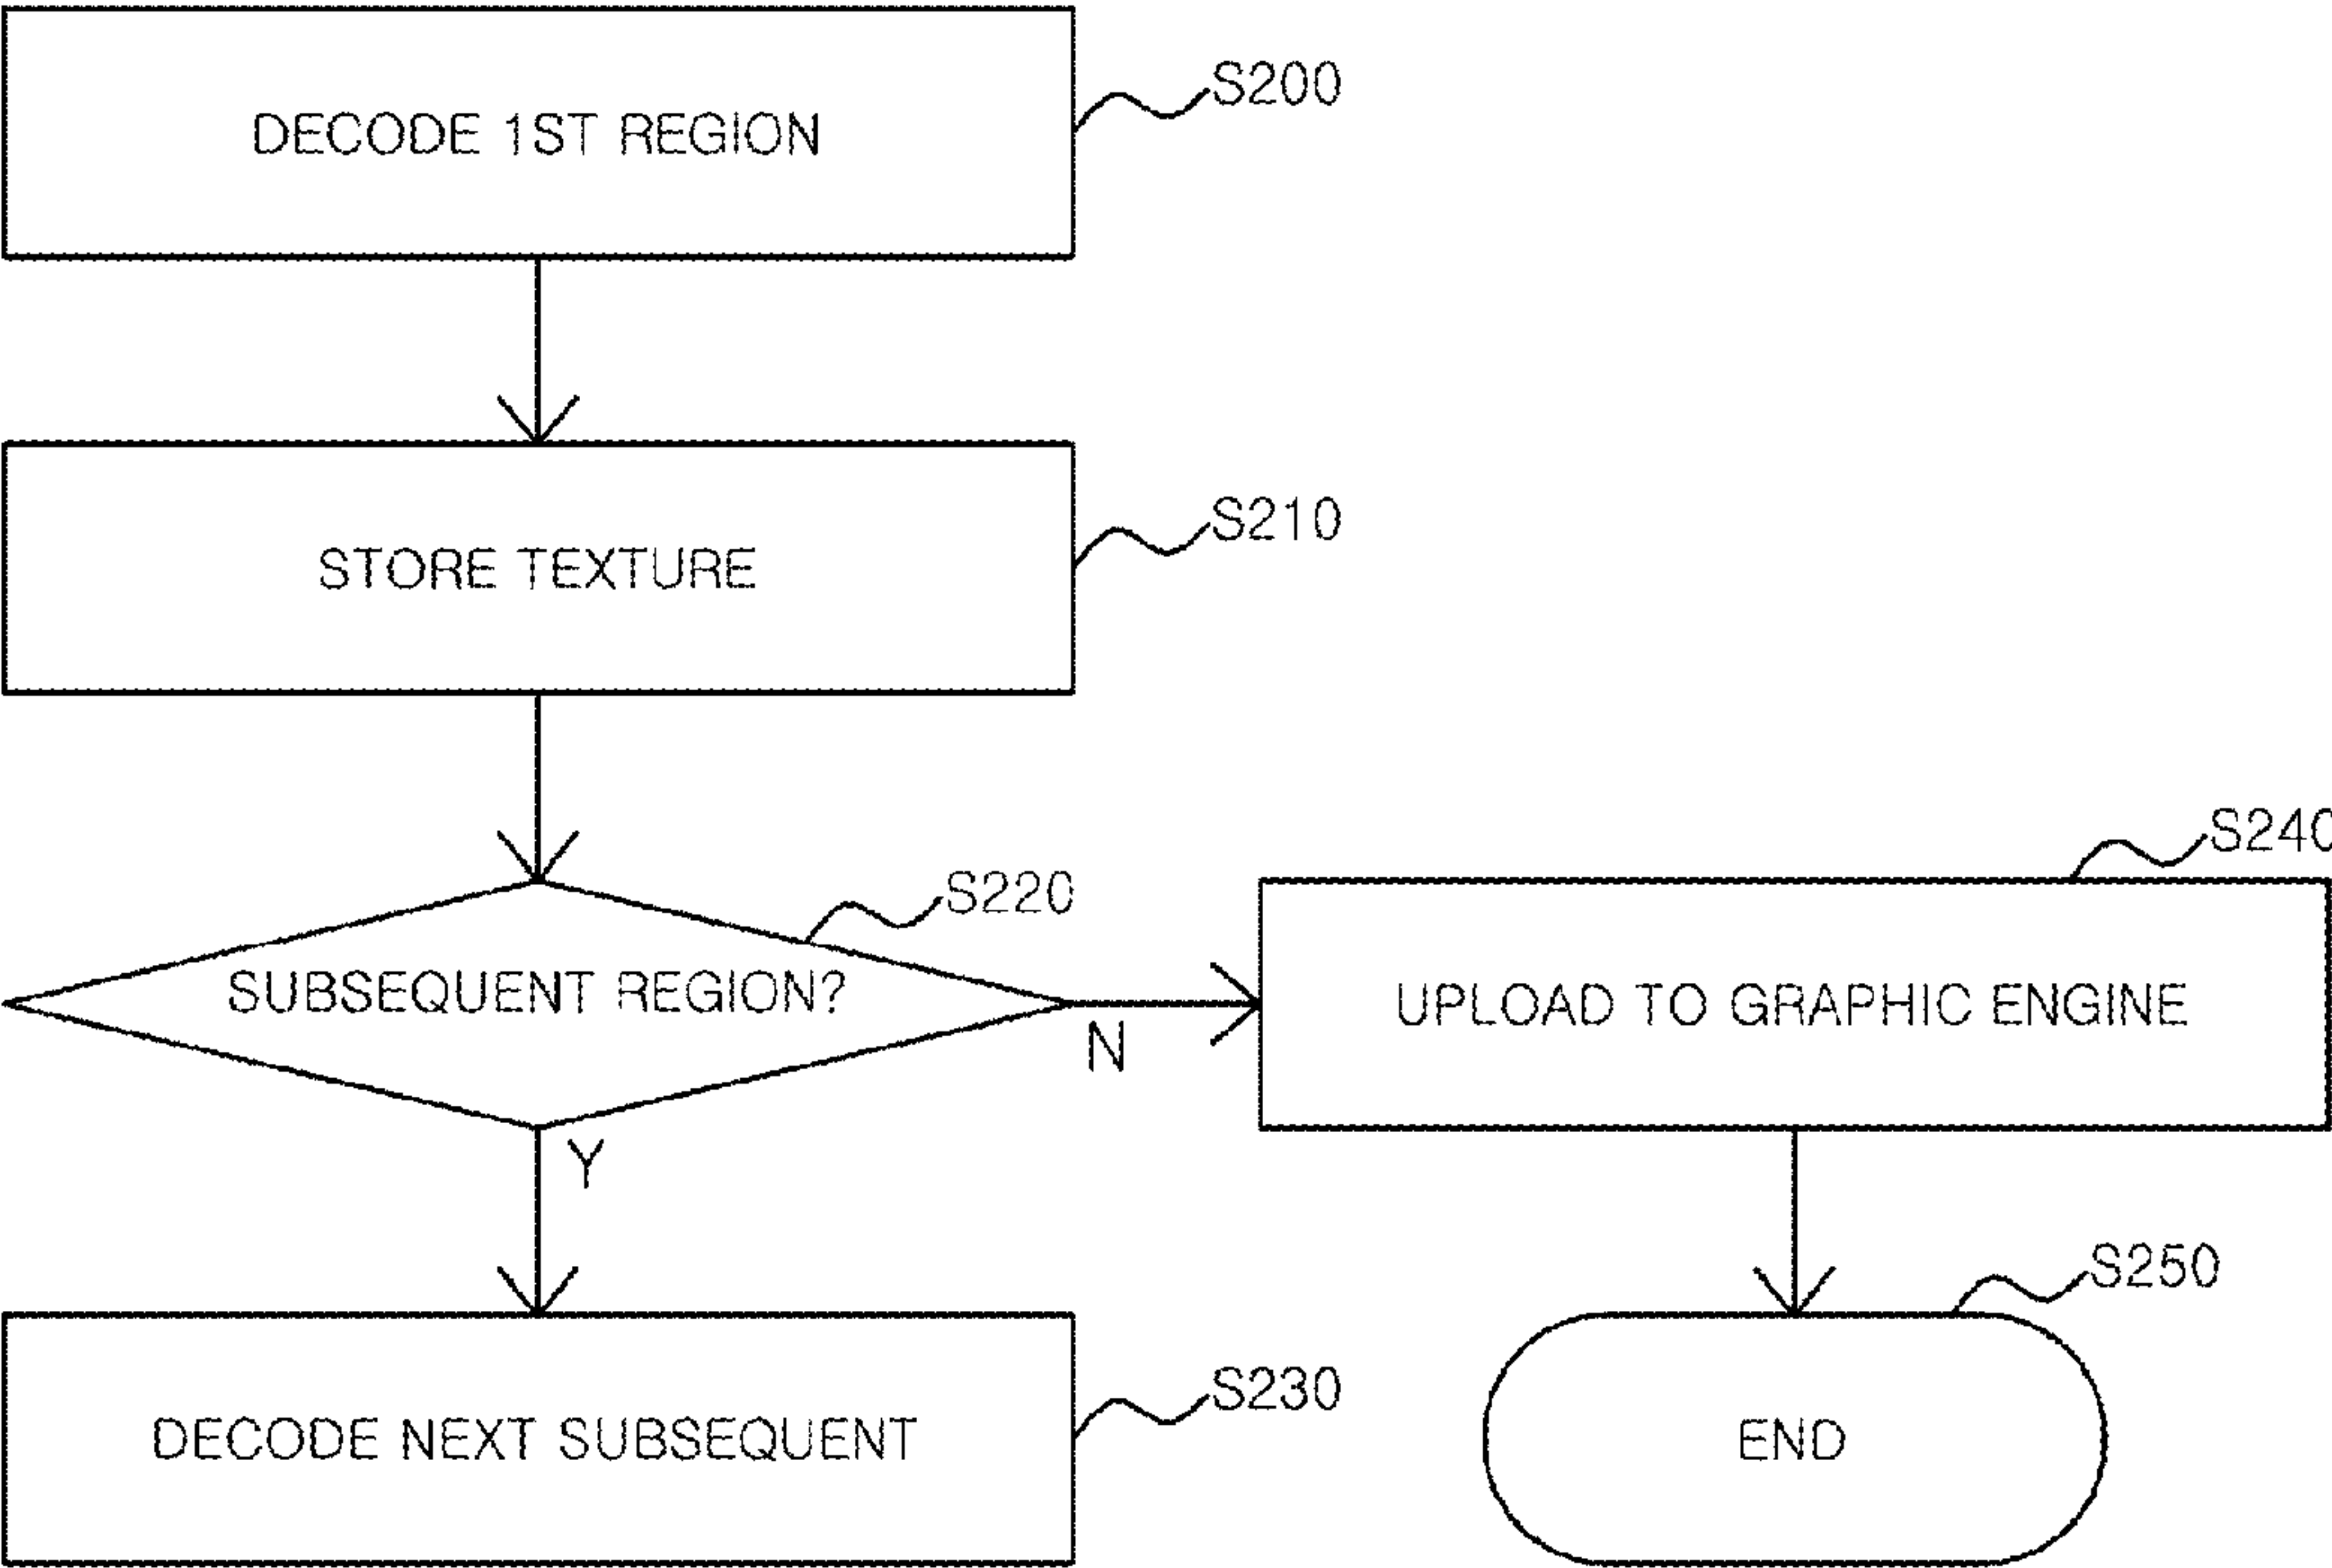 DECODE 1ST REGION
S200
STORE TEXTURE
S210
S220
SUBSEQUENT REGION?
N
Y
S240
UPLOAD TO GRAPHIC ENGINE
DECODE NEXT SUBSEQUENT
S230
S250
END